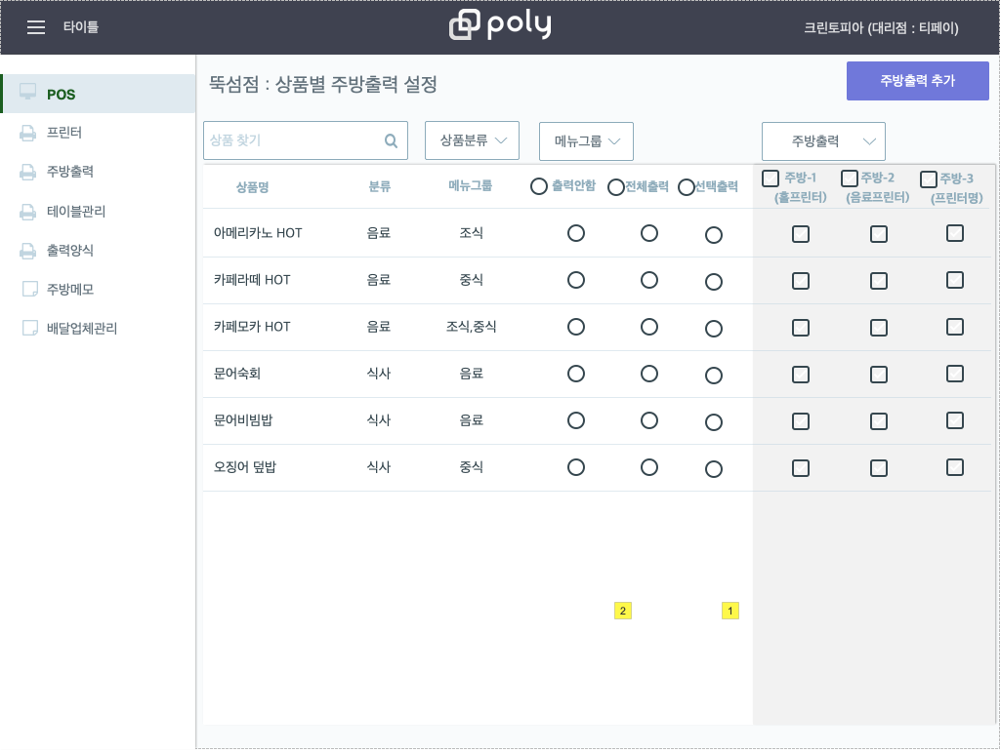 타이틀
poly
크린토피아 (대리점 : 티페이)
POS
프린터
주방출력
테이블관리
출력양식
주방메모
배달업체관리
뚝섬점 : 상품별 주방출력 설정
주방출력 추가
상품 찾기
상품분류
메뉴그룹
주방출력
상품명 분류 메뉴그룹 출력안함 전체출력 선택출력 주방-1 주방-2 주방-3
(홀프린터) (음료프린터) (프린터명)
아메리카노 HOT 음료 조식
카페라떼 HOT 음료 중식
카페모카 HOT 음료 조식,중식
문어숙회 식사 음료
문어비빔밥 식사 음료
오징어 덮밥 식사 중식
2 1